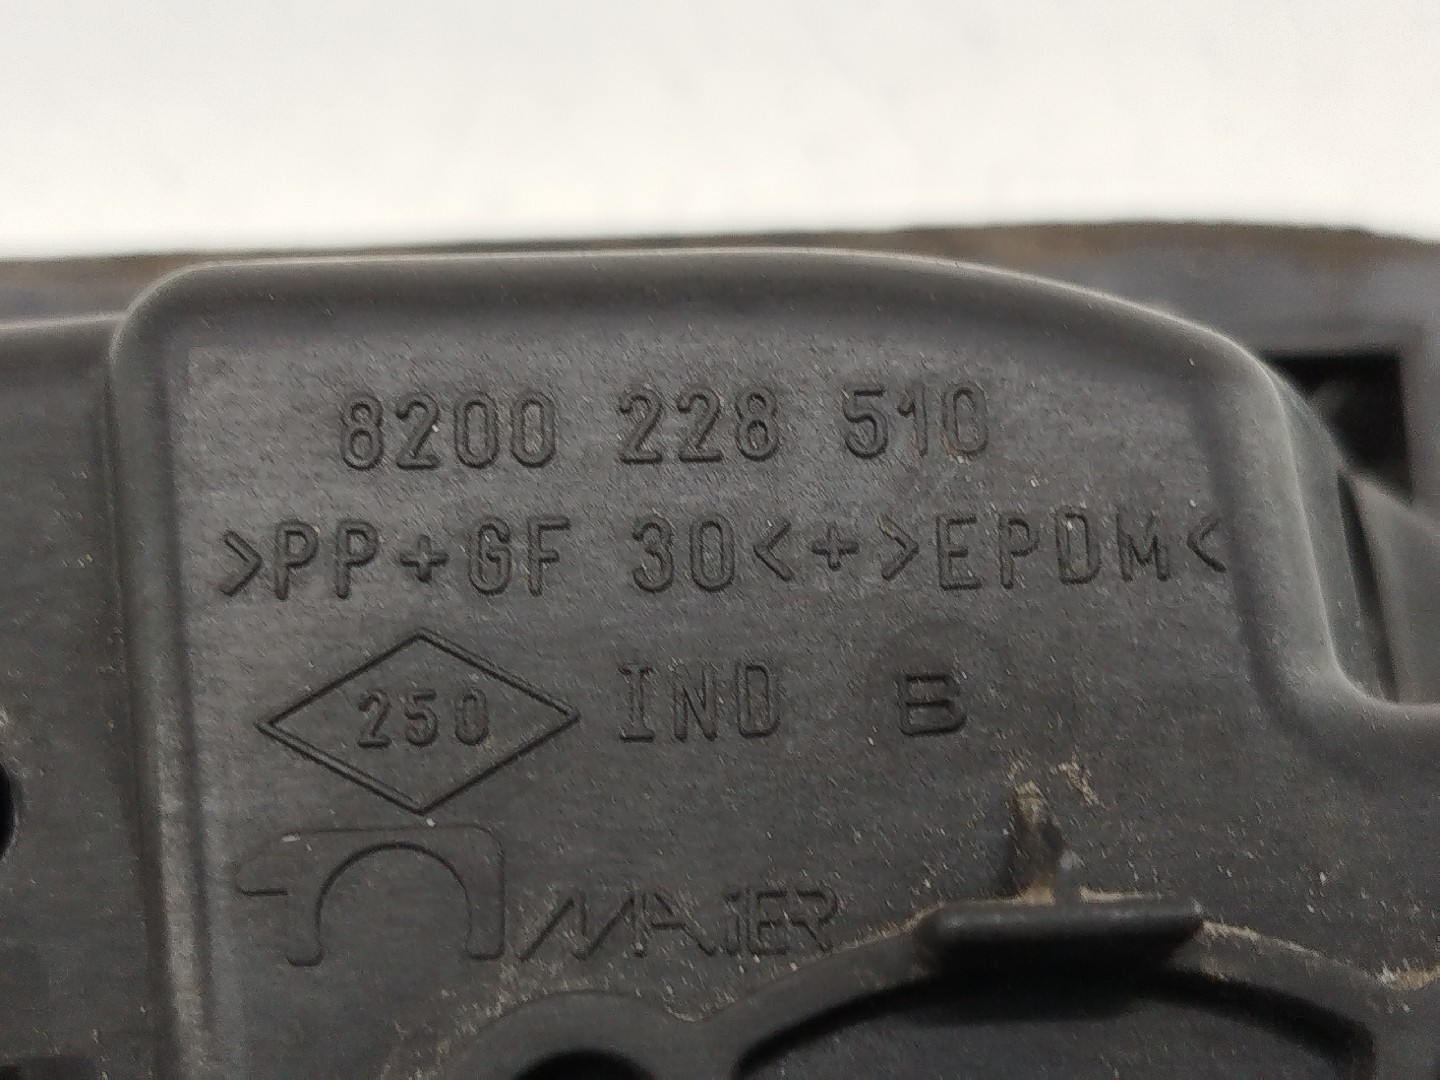 8200 228 510
>PP+GF 30<+>EPDM<
250 IND B
MAIER